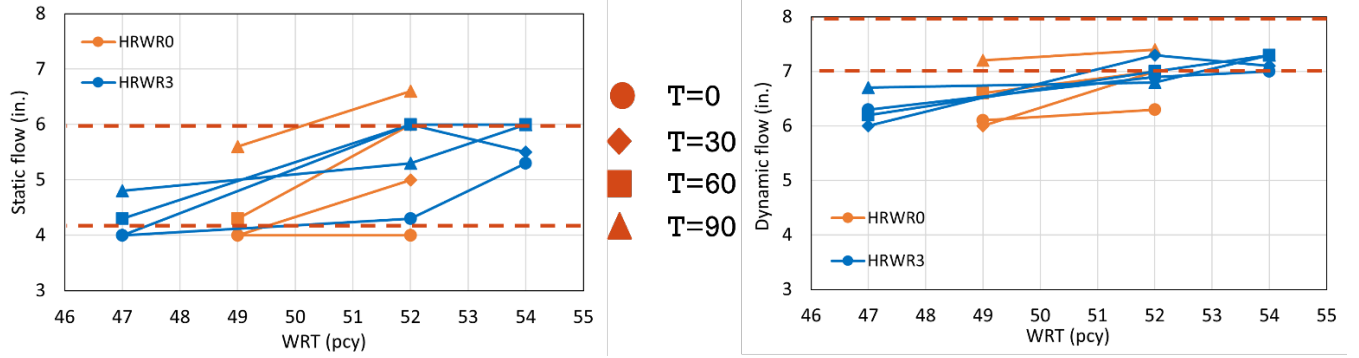 8
7
6
5
4
3
Static flow (in.)
HRWR0
HRWR3
46 47 48 49 50 51 52 53 54 55
WRT (pcy)
T=0
T=30
T=60
T=90
8
7
6
5
4
3
Dynamic flow (in.)
HRWR0
HRWR3
46 47 48 49 50 51 52 53 54 55
WRT (pcy)